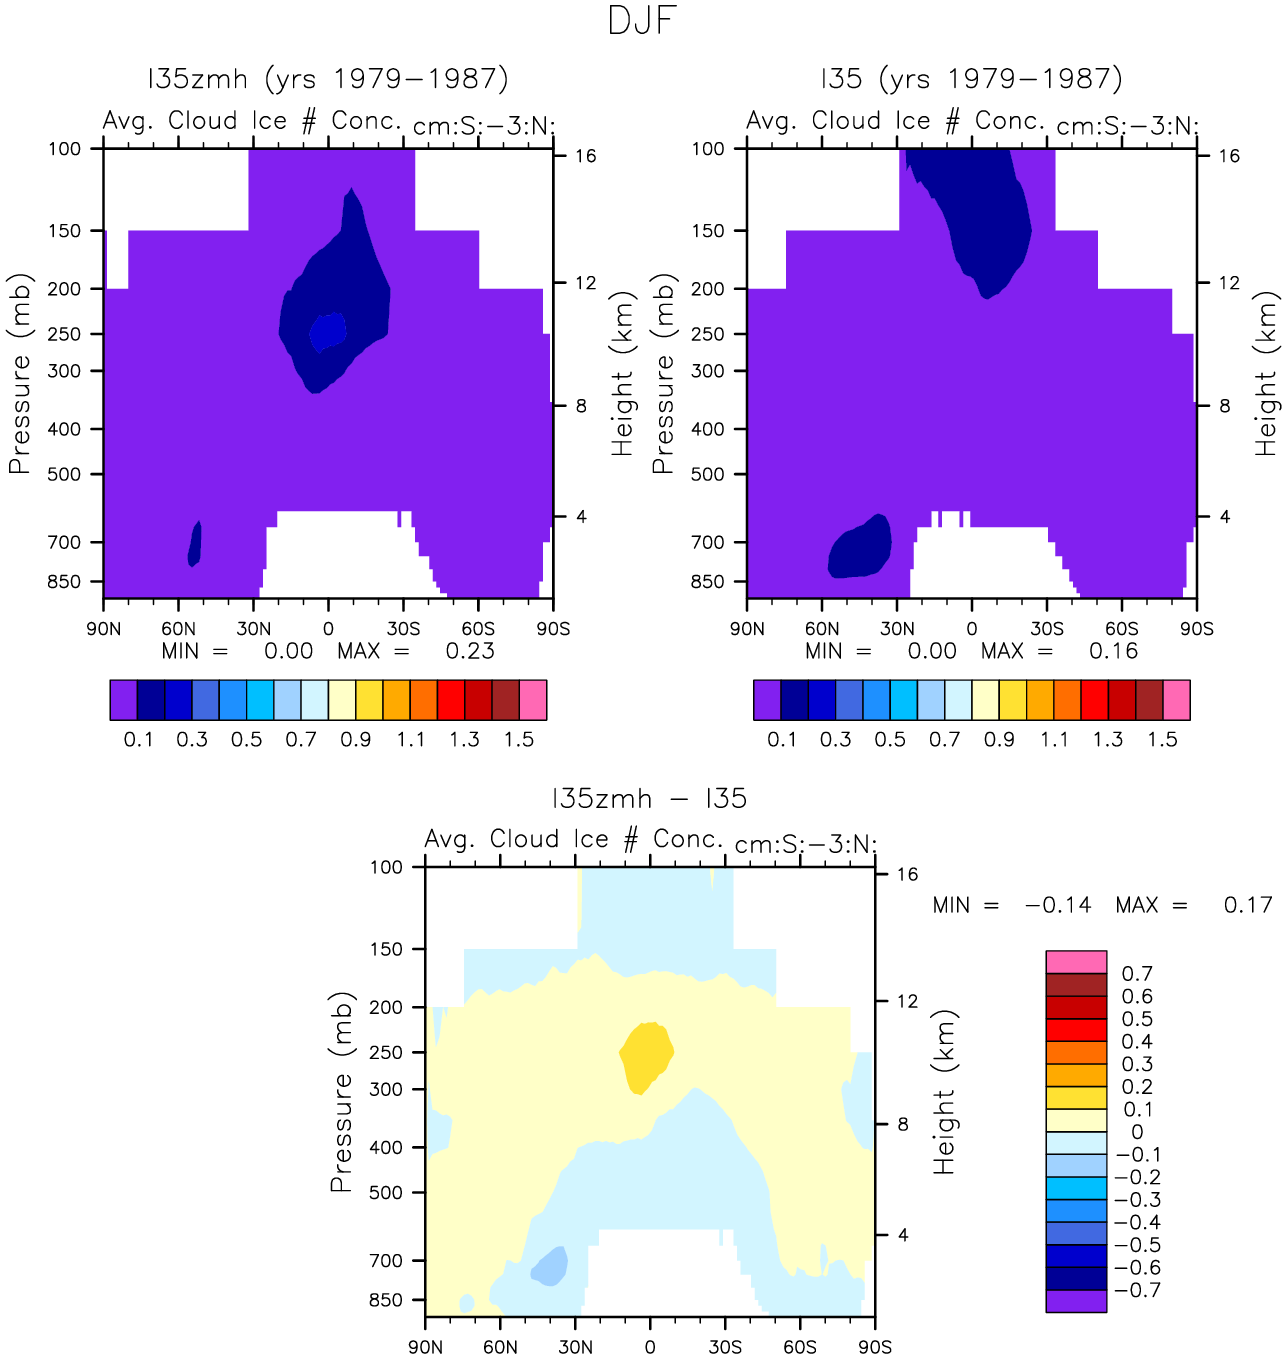 DJF
I35zmh (yrs 1979−1987)
Avg. Cloud Ice # Conc. cm:S:−3:N:
100
150
200
250
300
400
500
700
850
Pressure (mb)
16
12
8
4
Height (km)
90N 60N 30N 0 30S 60S 90S
MIN = 0.00 MAX = 0.23
0.1 0.3 0.5 0.7 0.9 1.1 1.3 1.5
I35 (yrs 1979−1987)
Avg. Cloud Ice # Conc. cm:S:−3:N:
100
150
200
250
300
400
500
700
850
Pressure (mb)
16
12
8
4
Height (km)
90N 60N 30N 0 30S 60S 90S
MIN = 0.00 MAX = 0.16
0.1 0.3 0.5 0.7 0.9 1.1 1.3 1.5
I35zmh − I35
Avg. Cloud Ice # Conc. cm:S:−3:N:
100
150
200
250
300
400
500
700
850
Pressure (mb)
16
12
8
4
Height (km)
90N 60N 30N 0 30S 60S 90S
MIN = −0.14 MAX = 0.17
0.7
0.6
0.5
0.4
0.3
0.2
0.1
0
−0.1
−0.2
−0.3
−0.4
−0.5
−0.6
−0.7